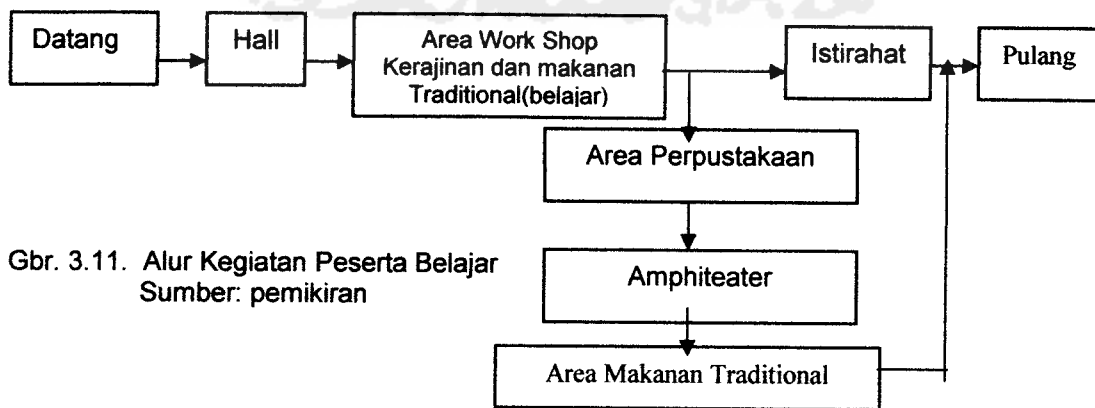 Datang
Hall
Area Work Shop
Kerajinan dan makanan
Traditional(belajar)
Istirahat
Pulang
Area Perpustakaan
Gbr. 3.11. Alur Kegiatan Peserta Belajar
Sumber: pemikiran
Amphiteater
Area Makanan Traditional